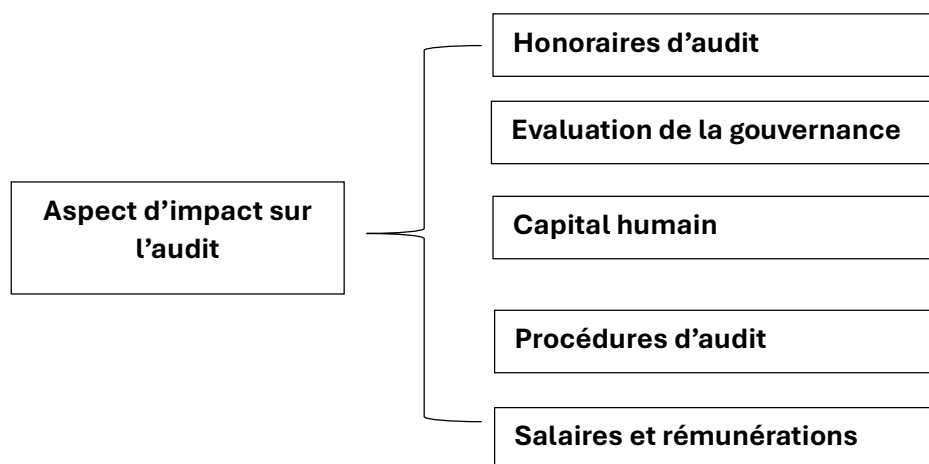 Honoraires d’audit
Evaluation de la gouvernance
Aspect d’impact sur
l’audit
Capital humain
Procédures d’audit
Salaires et rémunérations